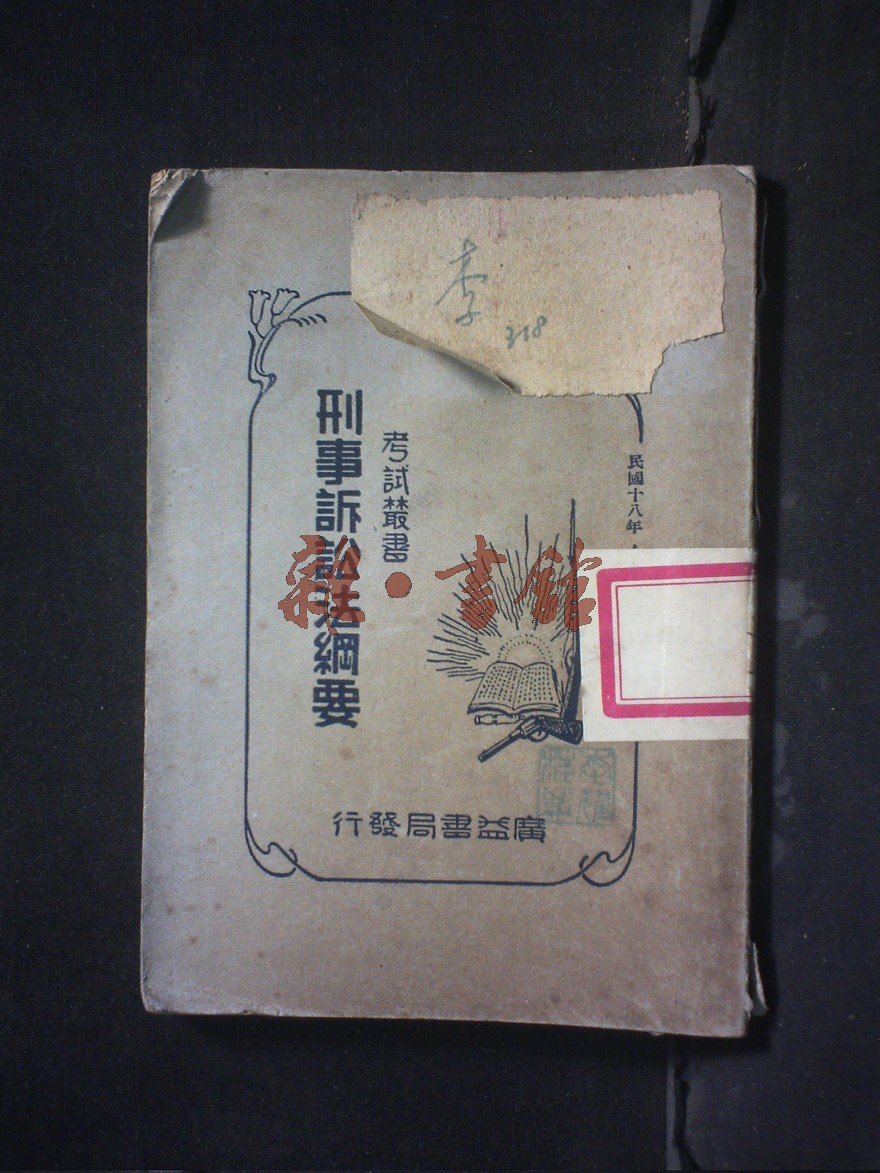 李
318
民國十八年
考試叢書
刑事訴訟法綱要
廣益書局發行
雜·書館